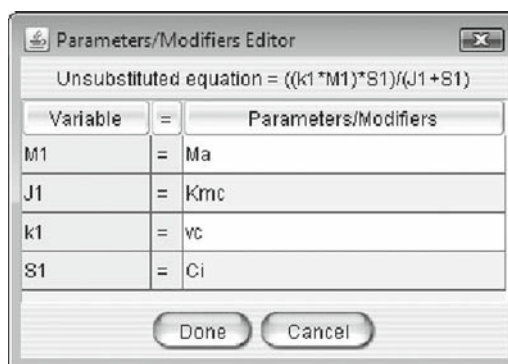 Parameters/Modifiers Editor
Unsubstituted equation = ((k1*M1)*S1)/(J1+S1)
Variable = Parameters/Modifiers
M1 = Ma
J1 = Kmc
k1 = vc
S1 = Ci
Done Cancel